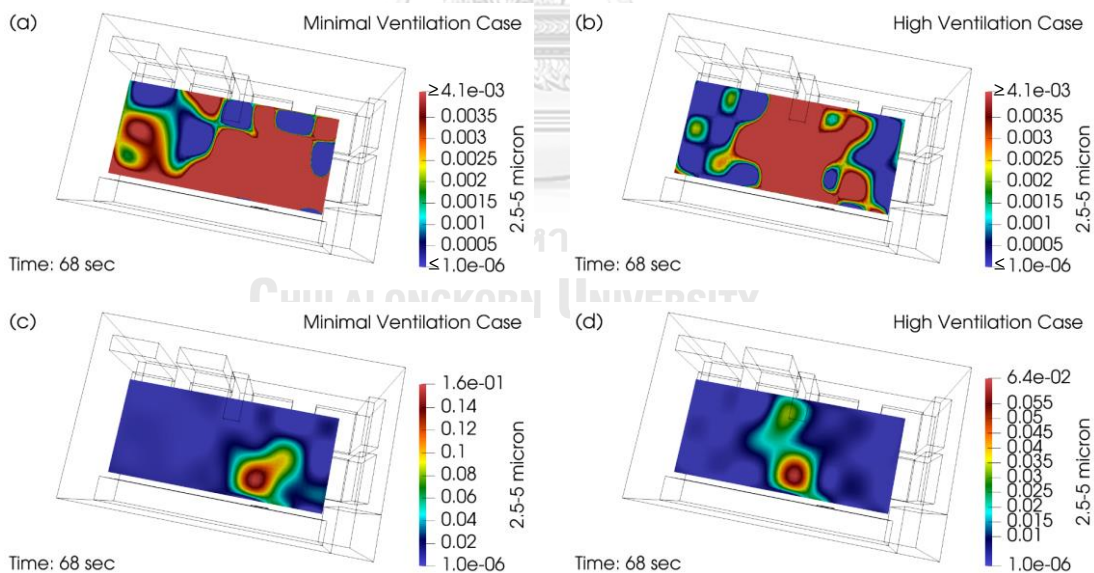 (a) Minimal Ventilation Case
≥4.1e-03
0.0035
0.003
0.0025
0.002
0.0015
0.001
0.0005
≤1.0e-06
2.5-5 micron
Time: 68 sec
(b) High Ventilation Case
≥4.1e-03
0.0035
0.003
0.0025
0.002
0.0015
0.001
0.0005
≤1.0e-06
2.5-5 micron
Time: 68 sec
CHULALONGKORN UNIVERSITY
(c) Minimal Ventilation Case
1.6e-01
0.14
0.12
0.1
0.08
0.06
0.04
0.02
1.0e-06
2.5-5 micron
Time: 68 sec
(d) High Ventilation Case
6.4e-02
0.055
0.05
0.045
0.04
0.035
0.03
0.025
0.02
0.015
0.01
1.0e-06
2.5-5 micron
Time: 68 sec